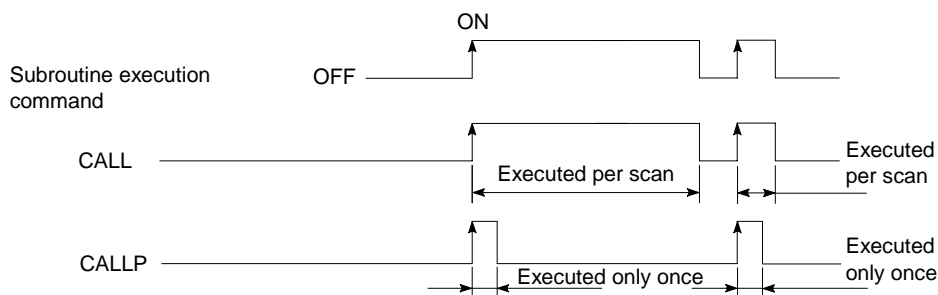 ON
Subroutine execution
command
OFF
CALL
Executed per scan
Executed
per scan
CALLP
Executed only once
Executed
only once